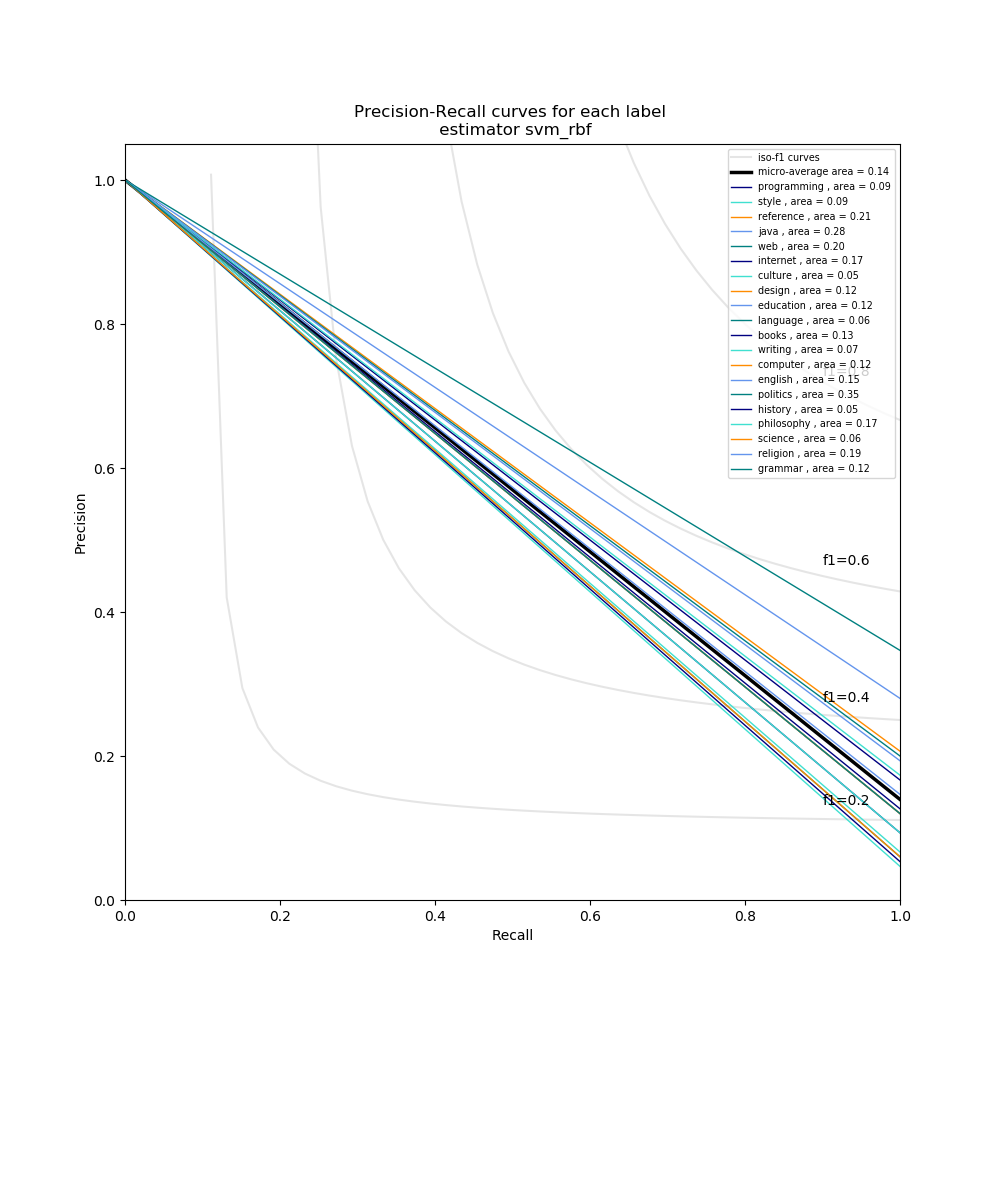 Precision-Recall curves for each label
estimator svm_rbf
iso-f1 curves
micro-average area = 0.14
programming , area = 0.09
style , area = 0.09
reference , area = 0.21
java , area = 0.28
web , area = 0.20
internet , area = 0.17
culture , area = 0.05
design , area = 0.12
education , area = 0.12
language , area = 0.06
books , area = 0.13
writing , area = 0.07
computer , area = 0.12
english , area = 0.15
politics , area = 0.35
history , area = 0.05
philosophy , area = 0.17
science , area = 0.06
religion , area = 0.19
grammar , area = 0.12
f1=0.8
f1=0.6
f1=0.4
f1=0.2
1.0
0.8
0.6
0.4
0.2
0.0
Precision
0.0 0.2 0.4 0.6 0.8 1.0
Recall